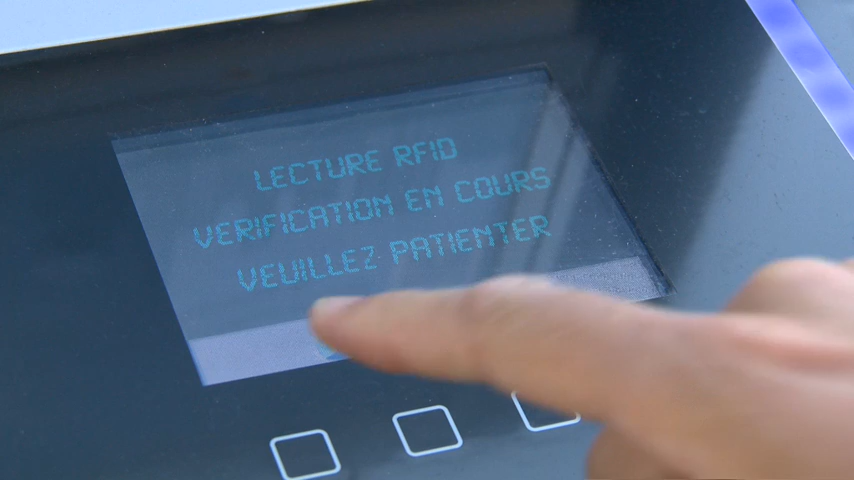 LECTURE RFID
VERIFICATION EN COURS
VEUILLEZ PATIENTER